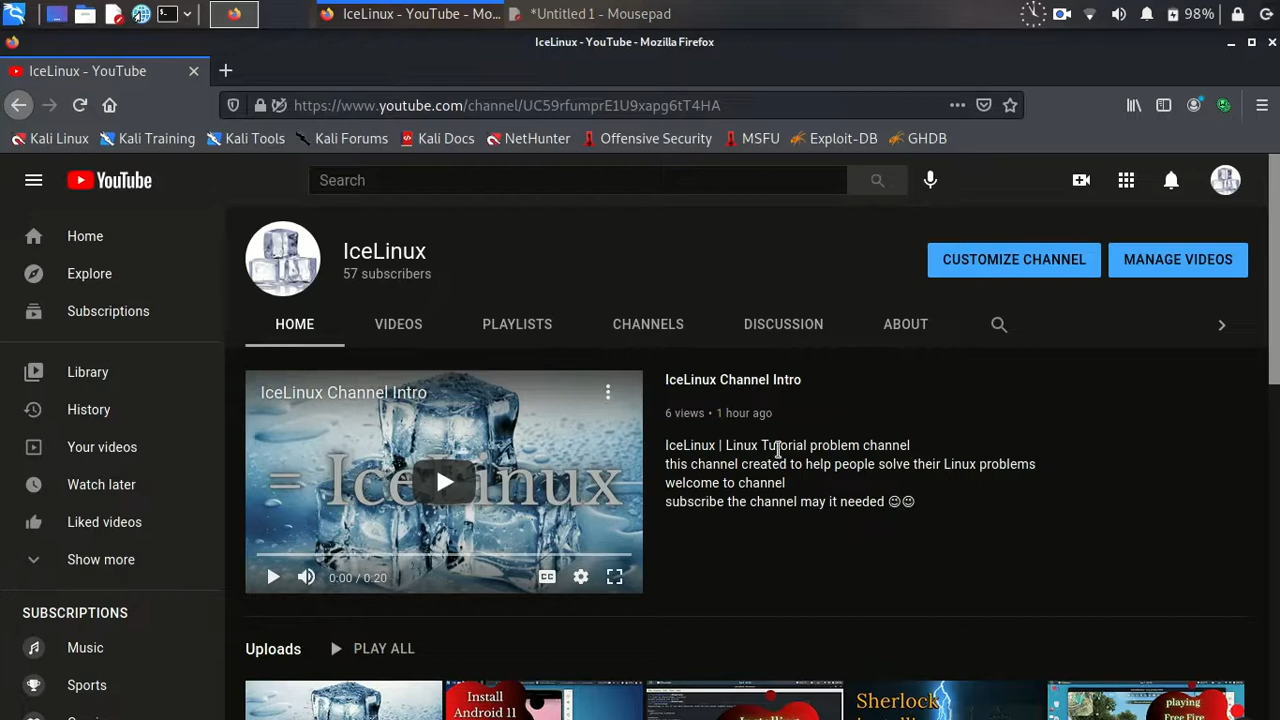 IceLinux - YouTube - Mo...
*Untitled 1 - Mousepad
98%
IceLinux - YouTube - Mozilla Firefox
IceLinux - YouTube
https://www.youtube.com/channel/UC59rfumprE1U9xapg6tT4HA
Kali Linux Kali Training Kali Tools Kali Forums Kali Docs NetHunter Offensive Security MSFU Exploit-DB GHDB
YouTube
Search
Home
Explore
Subscriptions
Library
History
Your videos
Watch later
Liked videos
Show more
SUBSCRIPTIONS
Music
Sports
IceLinux
57 subscribers
CUSTOMIZE CHANNEL
MANAGE VIDEOS
HOME VIDEOS PLAYLISTS CHANNELS DISCUSSION ABOUT
IceLinux Channel Intro
= IceLinux
0:00 / 0:20
CC
IceLinux Channel Intro
6 views • 1 hour ago
IceLinux | Linux Tutorial problem channel
this channel created to help people solve their Linux problems
welcome to channel
subscribe the channel may it needed 😉😉
Uploads
PLAY ALL
Install
Android 11
Sherlock
playing
Free Fire